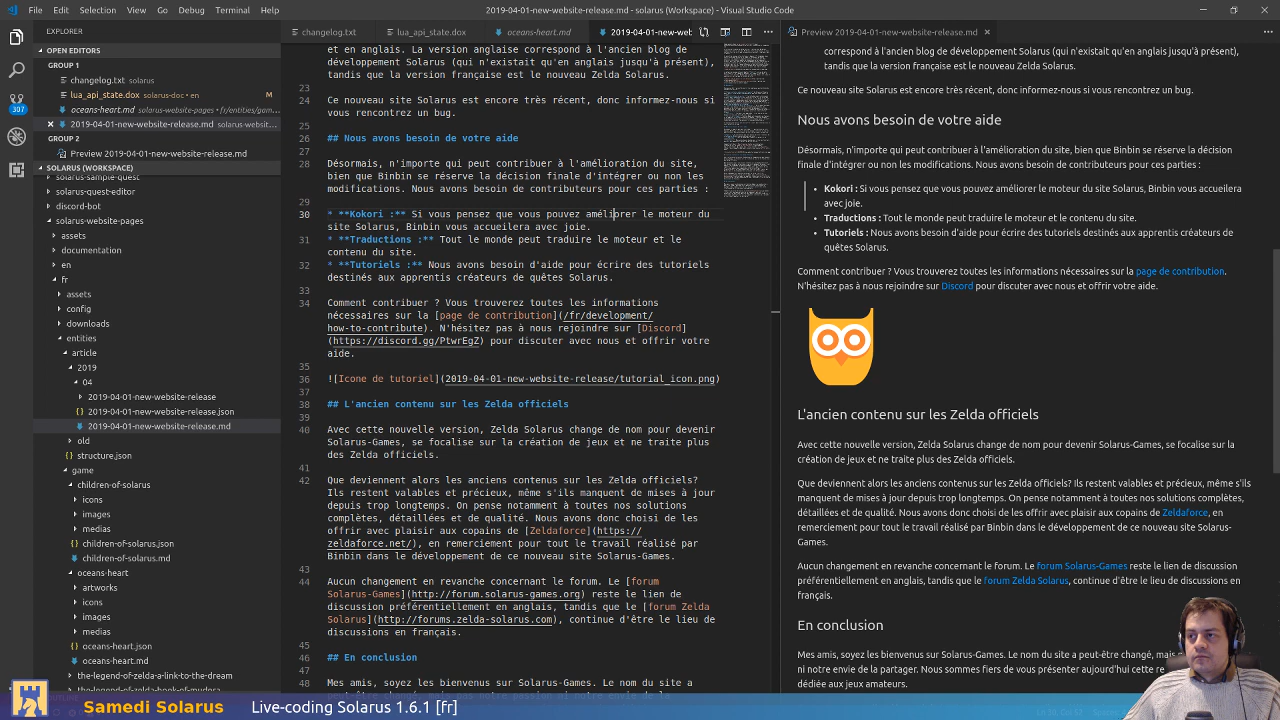 File Edit Selection View Go Debug Terminal Help
2019-04-01-new-website-release.md - solarus (Workspace) - Visual Studio Code
EXPLORER
OPEN EDITORS
GROUP 1
changelog.txt solarus
lua_api_state.dox solarus-doc • en M
oceans-heart.md solarus-website-pages • fr/entities/gam...
2019-04-01-new-website-release.md solarus-websit...
GROUP 2
Preview 2019-04-01-new-website-release.md
SOLARUS (WORKSPACE)
solarus-sample-quest
solarus-quest-editor
discord-bot
solarus-website-pages
assets
documentation
en
fr
assets
config
downloads
entities
article
2019
04
2019-04-01-new-website-release
2019-04-01-new-website-release.json
2019-04-01-new-website-release.md
old
structure.json
game
children-of-solarus
icons
images
medias
children-of-solarus.json
children-of-solarus.md
oceans-heart
artworks
icons
images
medias
oceans-heart.json
oceans-heart.md
the-legend-of-zelda-a-link-to-the-dream
307
changelog.txt
lua_api_state.dox
oceans-heart.md
2019-04-01-new-web
et en anglais. La version anglaise correspond à l'ancien blog de
développement Solarus (qui n'existait qu'en anglais jusqu'à présent),
tandis que la version française est le nouveau Zelda Solarus.
23
24 Ce nouveau site Solarus est encore très récent, donc informez-nous si
vous rencontrez un bug.
25
26 ## Nous avons besoin de votre aide
27
28 Désormais, n'importe qui peut contribuer à l'amélioration du site,
bien que Binbin se réserve la décision finale d'intégrer ou non les
modifications. Nous avons besoin de contributeurs pour ces parties :
29
30 * **Kokori :** Si vous pensez que vous pouvez améliorer le moteur du
site Solarus, Binbin vous accueilera avec joie.
31 * **Traductions :** Tout le monde peut traduire le moteur et le
contenu du site.
32 * **Tutoriels :** Nous avons besoin d'aide pour écrire des tutoriels
destinés aux apprentis créateurs de quêtes Solarus.
33
34 Comment contribuer ? Vous trouverez toutes les informations
nécessaires sur la [page de contribution](/fr/development/
how-to-contribute). N'hésitez pas à nous rejoindre sur [Discord]
(https://discord.gg/PtwrEgZ) pour discuter avec nous et offrir votre
aide.
35
36 ![Icone de tutoriel](2019-04-01-new-website-release/tutorial_icon.png)
37
38 ## L'ancien contenu sur les Zelda officiels
39
40 Avec cette nouvelle version, Zelda Solarus change de nom pour devenir
Solarus-Games, se focalise sur la création de jeux et ne traite plus
des Zelda officiels.
41
42 Que deviennent alors les anciens contenus sur les Zelda officiels?
Ils restent valables et précieux, même s'ils manquent de mises à jour
depuis trop longtemps. On pense notamment à toutes nos solutions
complètes, détaillées et de qualité. Nous avons donc choisi de les
offrir avec plaisir aux copains de [Zeldaforce](https://
zeldaforce.net/), en remerciement pour tout le travail réalisé par
Binbin dans le développement de ce nouveau site Solarus-Games.
43
44 Aucun changement en revanche concernant le forum. Le [forum
Solarus-Games](http://forum.solarus-games.org) reste le lien de
discussion préférentiellement en anglais, tandis que le [forum Zelda
Solarus](http://forums.zelda-solarus.com), continue d'être le lieu de
discussions en français.
45
46 ## En conclusion
47
48 Mes amis, soyez les bienvenus sur Solarus-Games. Le nom du site a
Preview 2019-04-01-new-website-release.md
correspond à l'ancien blog de développement Solarus (qui n'existait qu'en anglais jusqu'à présent),
tandis que la version française est le nouveau Zelda Solarus.
Ce nouveau site Solarus est encore très récent, donc informez-nous si vous rencontrez un bug.
Nous avons besoin de votre aide
Désormais, n'importe qui peut contribuer à l'amélioration du site, bien que Binbin se réserve la décision
finale d'intégrer ou non les modifications. Nous avons besoin de contributeurs pour ces parties :
• Kokori : Si vous pensez que vous pouvez améliorer le moteur du site Solarus, Binbin vous accueilera
avec joie.
• Traductions : Tout le monde peut traduire le moteur et le contenu du site.
• Tutoriels : Nous avons besoin d'aide pour écrire des tutoriels destinés aux apprentis créateurs de
quêtes Solarus.
Comment contribuer ? Vous trouverez toutes les informations nécessaires sur la page de contribution.
N'hésitez pas à nous rejoindre sur Discord pour discuter avec nous et offrir votre aide.
L'ancien contenu sur les Zelda officiels
Avec cette nouvelle version, Zelda Solarus change de nom pour devenir Solarus-Games, se focalise sur la
création de jeux et ne traite plus des Zelda officiels.
Que deviennent alors les anciens contenus sur les Zelda officiels? Ils restent valables et précieux, même s'ils
manquent de mises à jour depuis trop longtemps. On pense notamment à toutes nos solutions complètes,
détaillées et de qualité. Nous avons donc choisi de les offrir avec plaisir aux copains de Zeldaforce, en
remerciement pour tout le travail réalisé par Binbin dans le développement de ce nouveau site Solarus-
Games.
Aucun changement en revanche concernant le forum. Le forum Solarus-Games reste le lien de discussion
préférentiellement en anglais, tandis que le forum Zelda Solarus, continue d'être le lieu de discussions en
français.
En conclusion
Mes amis, soyez les bienvenus sur Solarus-Games. Le nom du site a peut-être changé, mais
ni notre envie de la partager. Nous sommes fiers de vous présenter aujourd'hui cette
dédiée aux jeux amateurs.
Samedi Solarus Live-coding Solarus 1.6.1 [fr]